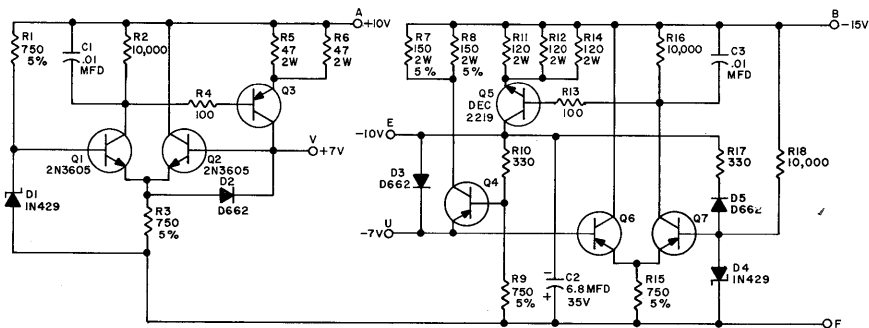 A
+10V
B
-15V
R1
750
5%
C1
.01
MFD
R2
10,000
R5
47
2W
R6
47
2W
R4
100
Q3
Q1
2N3605
Q2
2N3605
V
+7V
D1
1N429
D2
D662
R3
750
5%
R7
150
2W
5%
R8
150
2W
5%
R11
120
2W
R12
120
2W
R14
120
2W
R16
10,000
C3
.01
MFD
Q5
DEC
2219
R13
100
E
-10V
R10
330
R17
330
R18
10,000
D3
D662
Q4
D5
D662
U
-7V
Q6
Q7
R9
750
5%
C2
6.8MFD
35V
R15
750
5%
D4
1N429
F